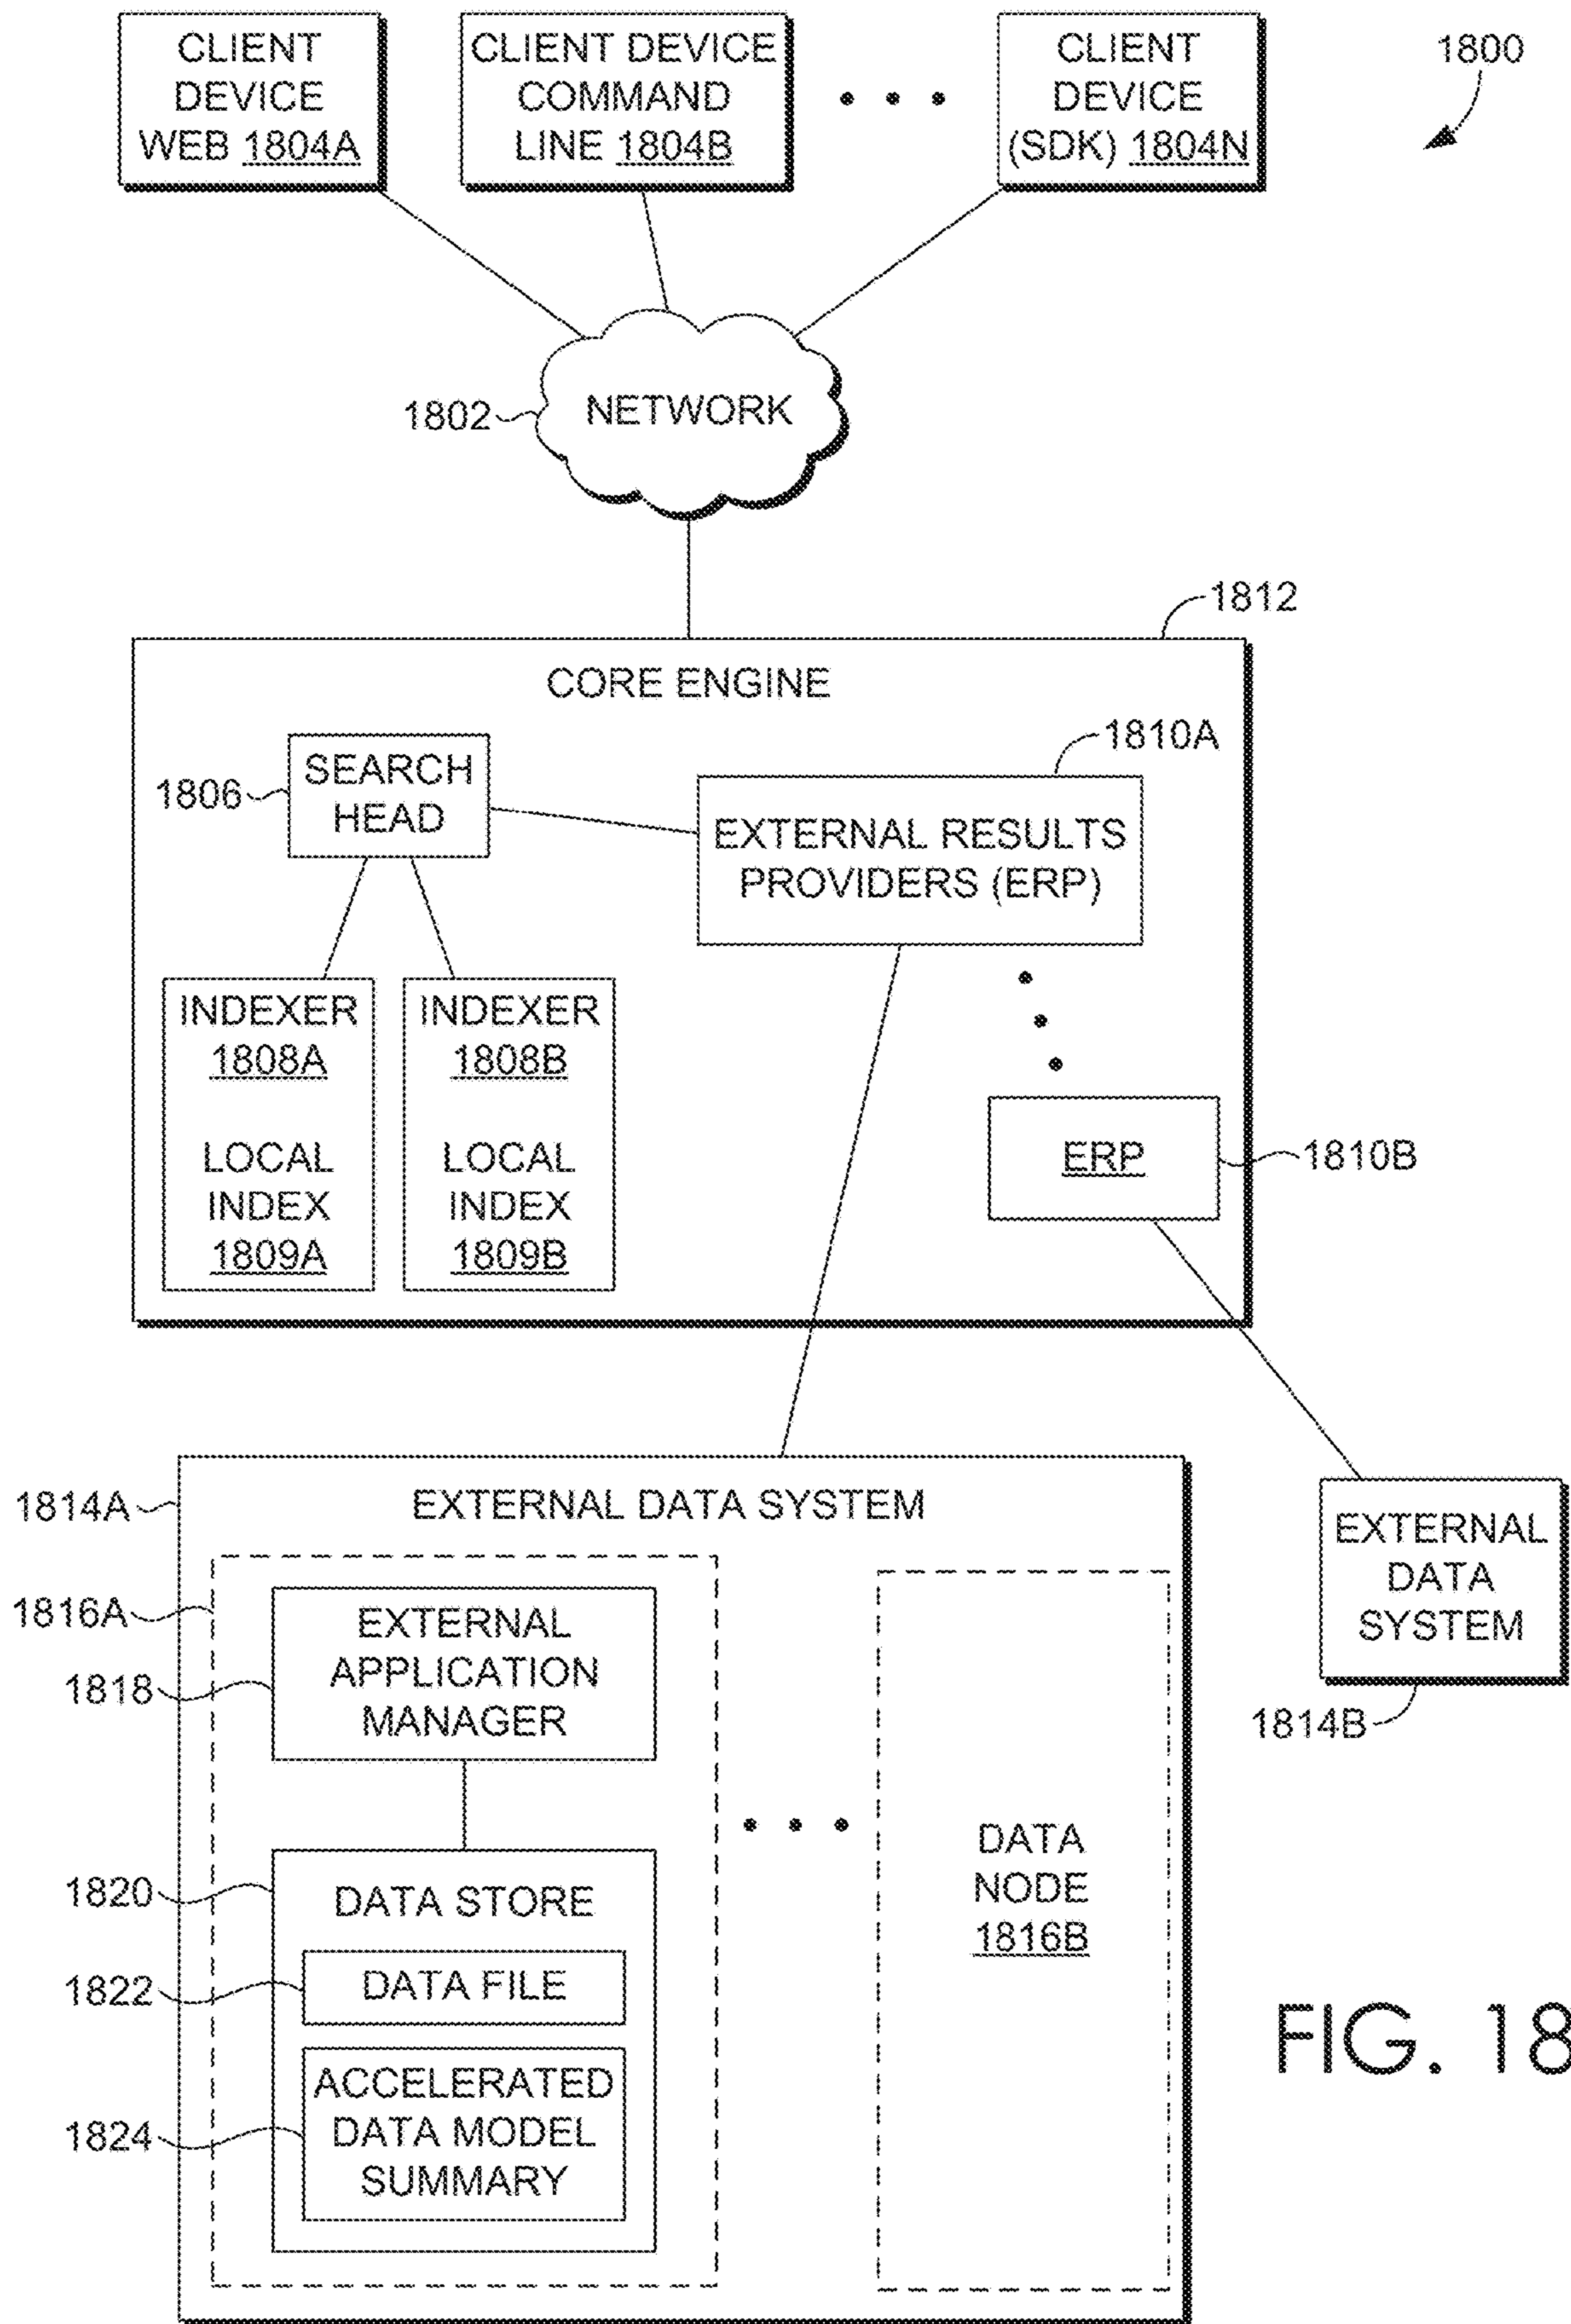 CLIENT
DEVICE
WEB 1804A
CLIENT DEVICE
COMMAND
LINE 1804B
CLIENT
DEVICE
(SDK) 1804N
1800
1802
NETWORK
1812
CORE ENGINE
1810A
1806
SEARCH
HEAD
EXTERNAL RESULTS
PROVIDERS (ERP)
INDEXER
1808A
LOCAL
INDEX
1809A
INDEXER
1808B
LOCAL
INDEX
1809B
ERP
1810B
1814A
EXTERNAL DATA SYSTEM
EXTERNAL
DATA
SYSTEM
1814B
1816A
EXTERNAL
APPLICATION
MANAGER
1818
1820
DATA STORE
1822
DATA FILE
1824
ACCELERATED
DATA MODEL
SUMMARY
DATA
NODE
1816B
FIG. 18